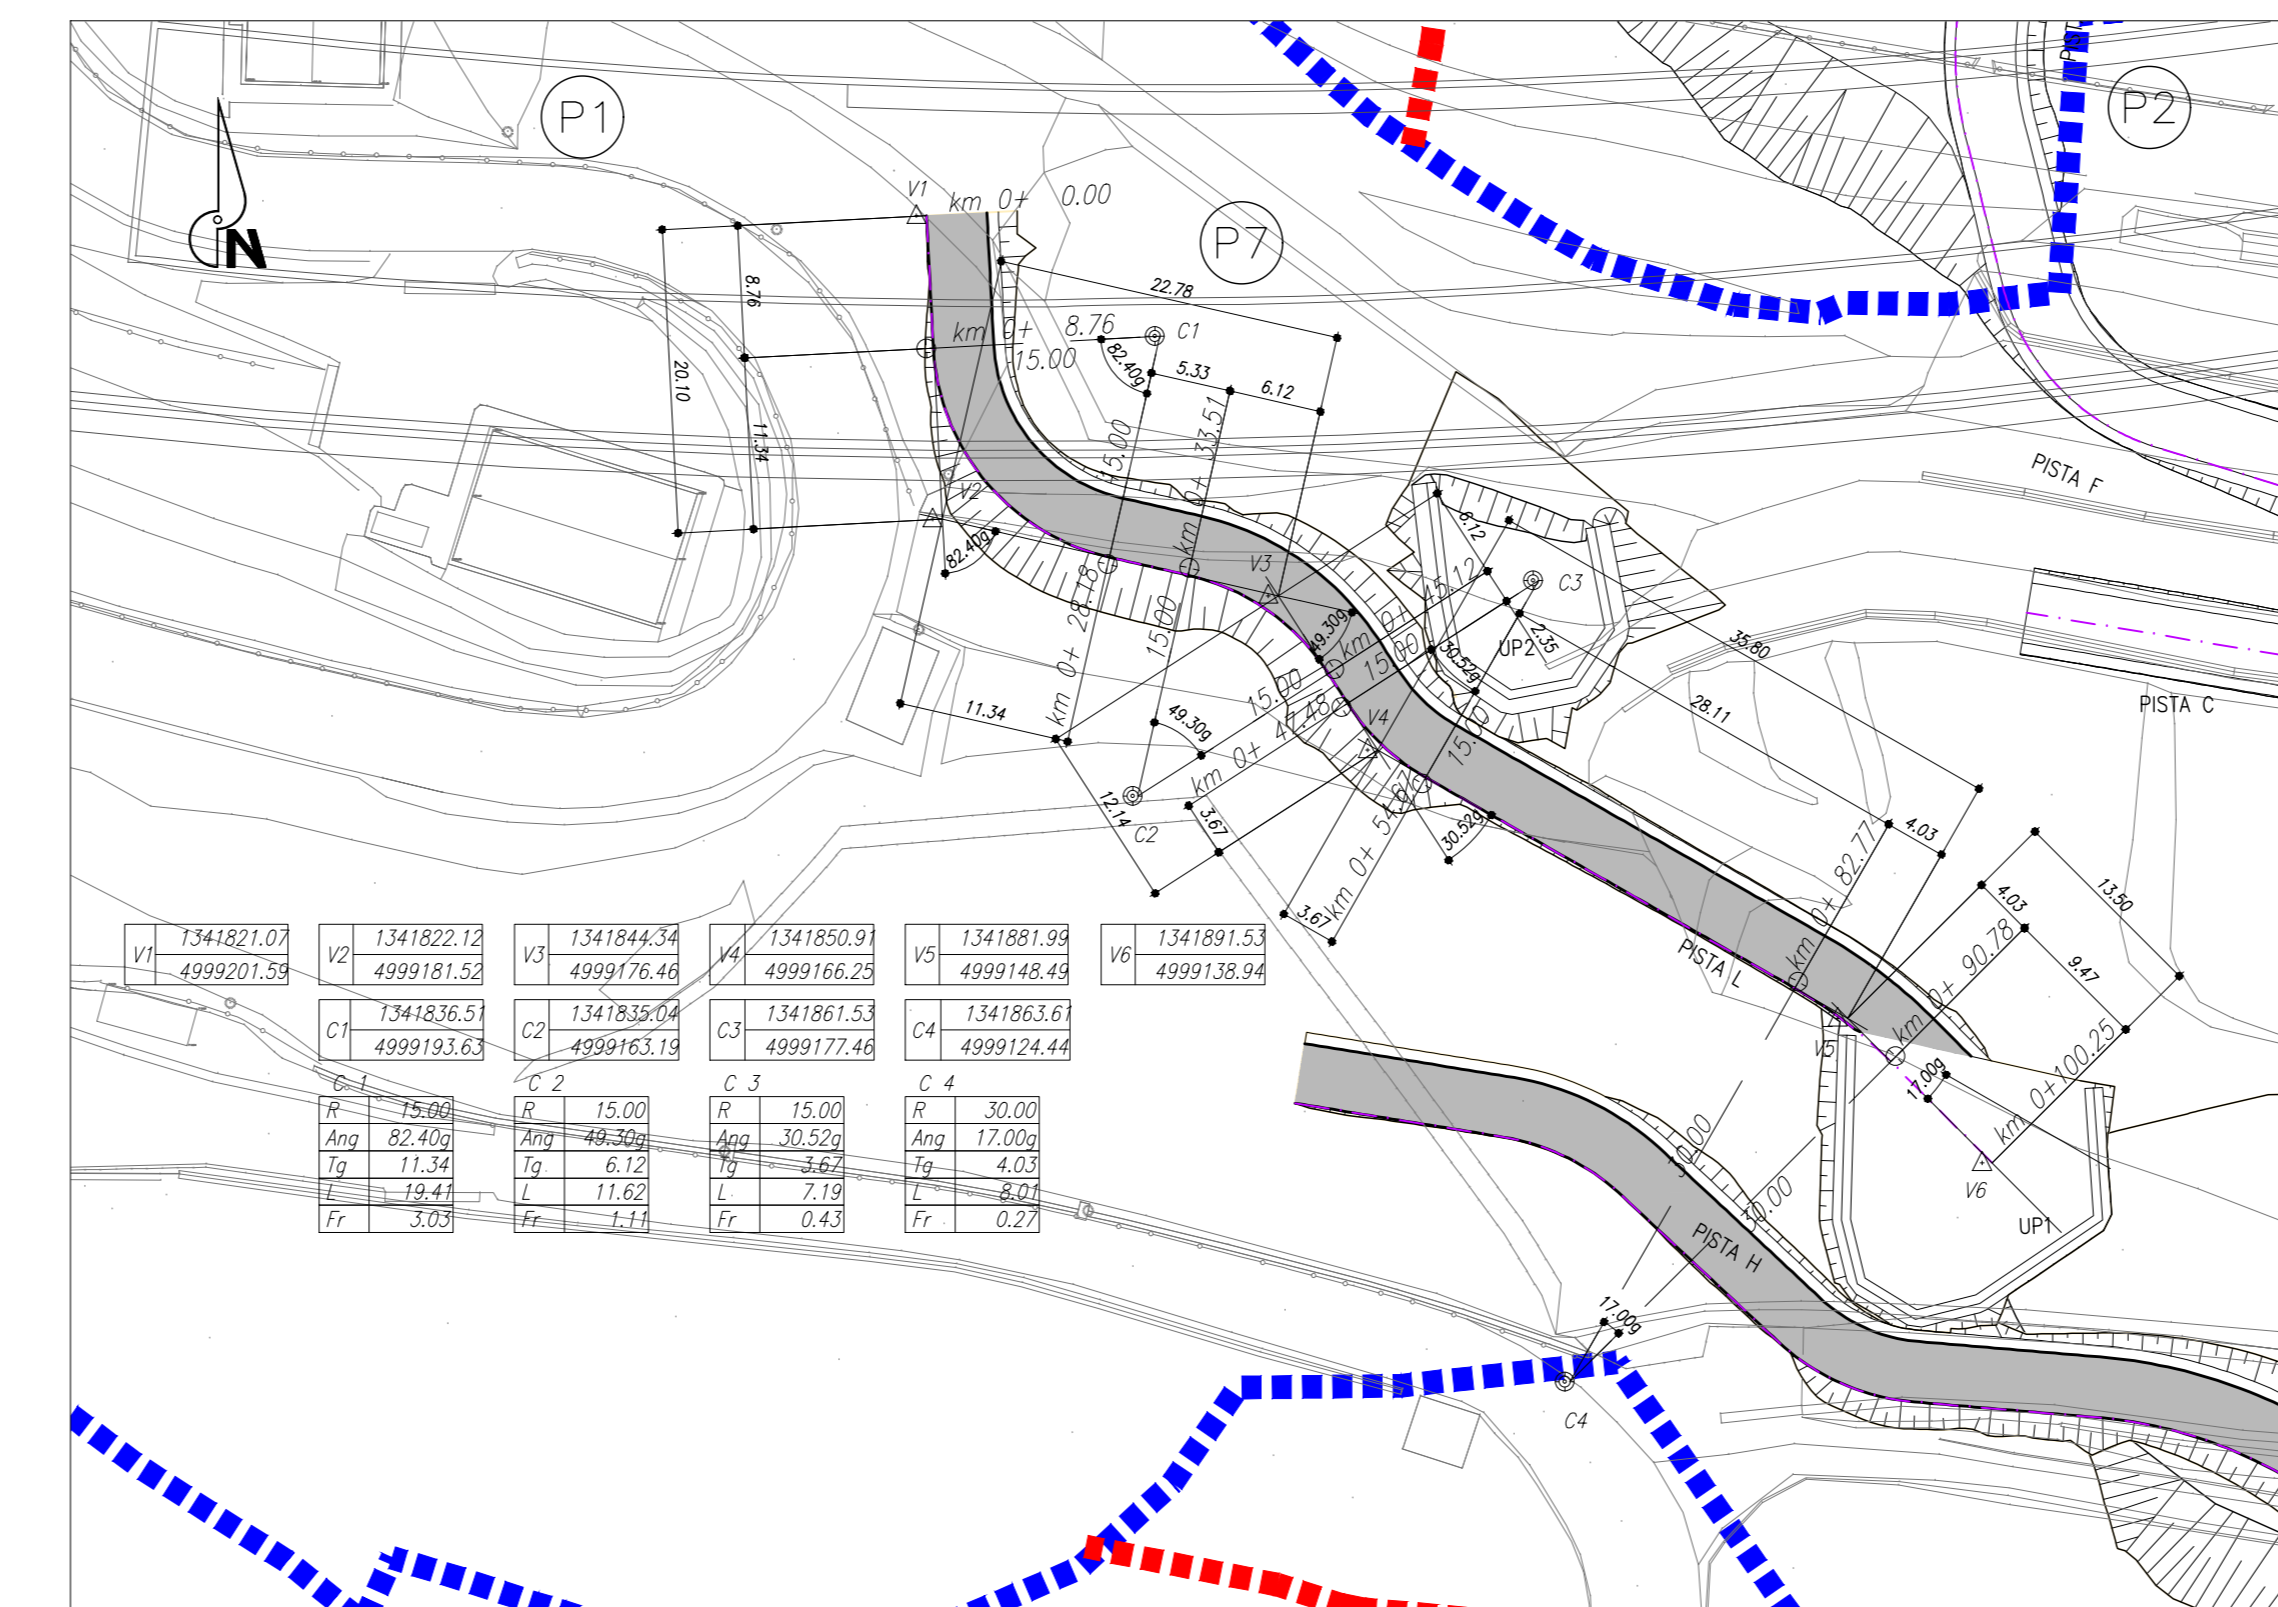 P1
P2
P7
N
V1
km 0+ 0.00
8.76
20.10
11.34
km 0+ 8.76
15.00
C1
82.40g
22.78
5.33
6.12
15.00
km 0+ 33.51
V2
82.40g
km 0+ 28.18
15.00
V3
49.30g
km 0+ 45.12
15.00
6.12
C3
2.35
UP2
30.52g
35.80
28.11
15.00
km 0+ 47.48
V4
15.00
11.34
49.30g
12.14
3.67
C2
30.52g
3.67
km 0+ 54.67
PISTA F
PISTA C
PISTA L
km 0+ 82.77
4.03
4.03
13.50
9.47
km 0+ 90.78
V5
17.00g
km 0+100.25
V6
UP1
30.00
PISTA H
17.00g
C4
V1 1341821.07
4999201.59
V2 1341822.12
4999181.52
V3 1341844.34
4999176.46
V4 1341850.91
4999166.25
V5 1341881.99
4999148.49
V6 1341891.53
4999138.94
C1 1341836.51
4999193.63
C2 1341835.04
4999163.19
C3 1341861.53
4999177.46
C4 1341863.61
4999124.44
C 1
R 15.00
Ang 82.40g
Tg 11.34
L 19.41
Fr 3.03
C 2
R 15.00
Ang 49.30g
Tg 6.12
L 11.62
Fr 1.11
C 3
R 15.00
Ang 30.52g
Tg 3.67
L 7.19
Fr 0.43
C 4
R 30.00
Ang 17.00g
Tg 4.03
L 8.01
Fr 0.27